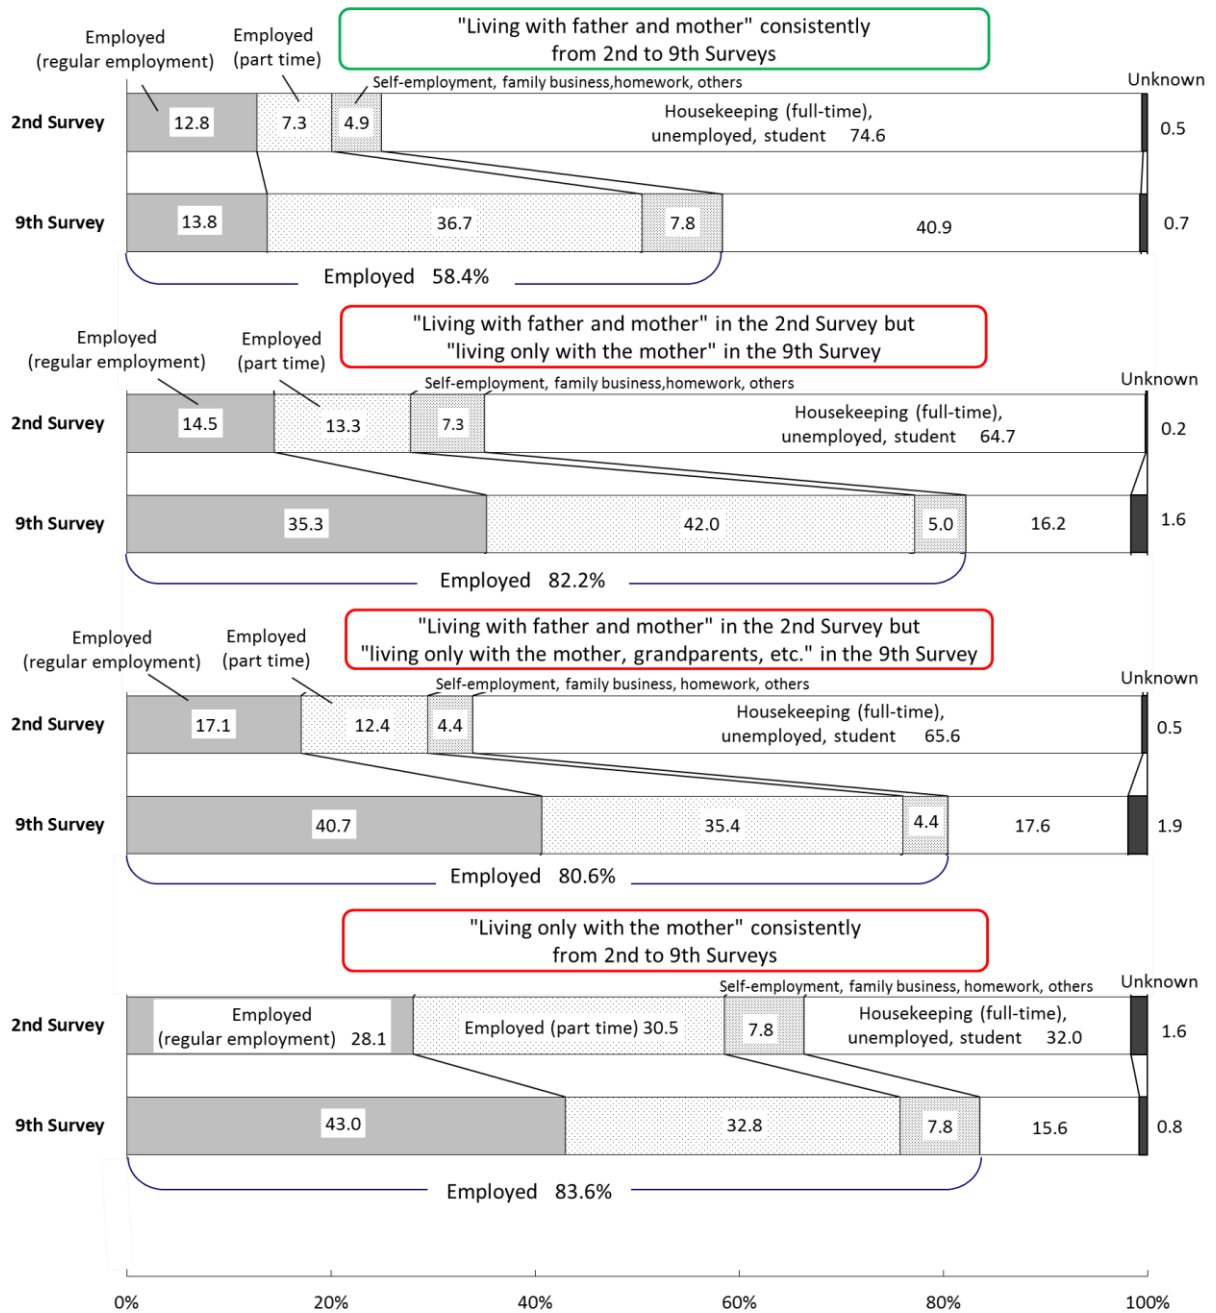 "Living with father and mother" consistently
from 2nd to 9th Surveys
Employed
(regular employment)
Employed
(part time)
Self-employment, family business,homework, others
Unknown
2nd Survey
12.8
7.3
4.9
Housekeeping (full-time),
unemployed, student 74.6
0.5
9th Survey
13.8
36.7
7.8
40.9
0.7
Employed 58.4%
"Living with father and mother" in the 2nd Survey but
"living only with the mother" in the 9th Survey
Employed
(regular employment)
Employed
(part time)
Self-employment, family business,homework, others
Unknown
2nd Survey
14.5
13.3
7.3
Housekeeping (full-time),
unemployed, student 64.7
0.2
9th Survey
35.3
42.0
5.0
16.2
1.6
Employed 82.2%
"Living with father and mother" in the 2nd Survey but
"living only with the mother, grandparents, etc." in the 9th Survey
Employed
(regular employment)
Employed
(part time)
Self-employment, family business, homework, others
Unknown
2nd Survey
17.1
12.4
4.4
Housekeeping (full-time),
unemployed, student 65.6
0.5
9th Survey
40.7
35.4
4.4
17.6
1.9
Employed 80.6%
"Living only with the mother" consistently
from 2nd to 9th Surveys
Self-employment, family business, homework, others
Unknown
2nd Survey
Employed
(regular employment) 28.1
Employed (part time) 30.5
7.8
Housekeeping (full-time),
unemployed, student 32.0
1.6
9th Survey
43.0
32.8
7.8
15.6
0.8
Employed 83.6%
0%
20%
40%
60%
80%
100%